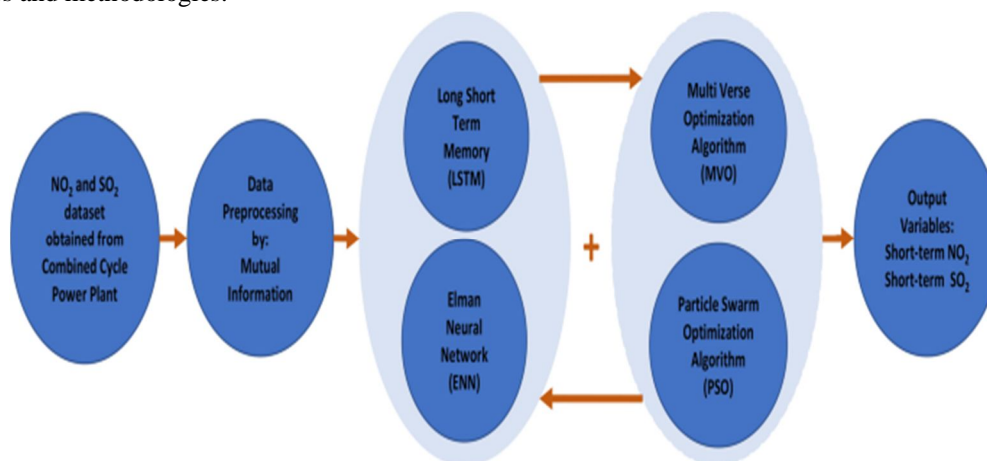 s and methodologies.
NO₂ and SO₂
dataset
obtained from
Combined Cycle
Power Plant
Data
Preprocessing
by:
Mutual
Information
Long Short
Term
Memory
(LSTM)
Elman
Neural
Network
(ENN)
+
Multi Verse
Optimization
Algorithm
(MVO)
Particle Swarm
Optimization
Algorithm
(PSO)
Output
Variables:
Short-term NO₂
Short-term SO₂